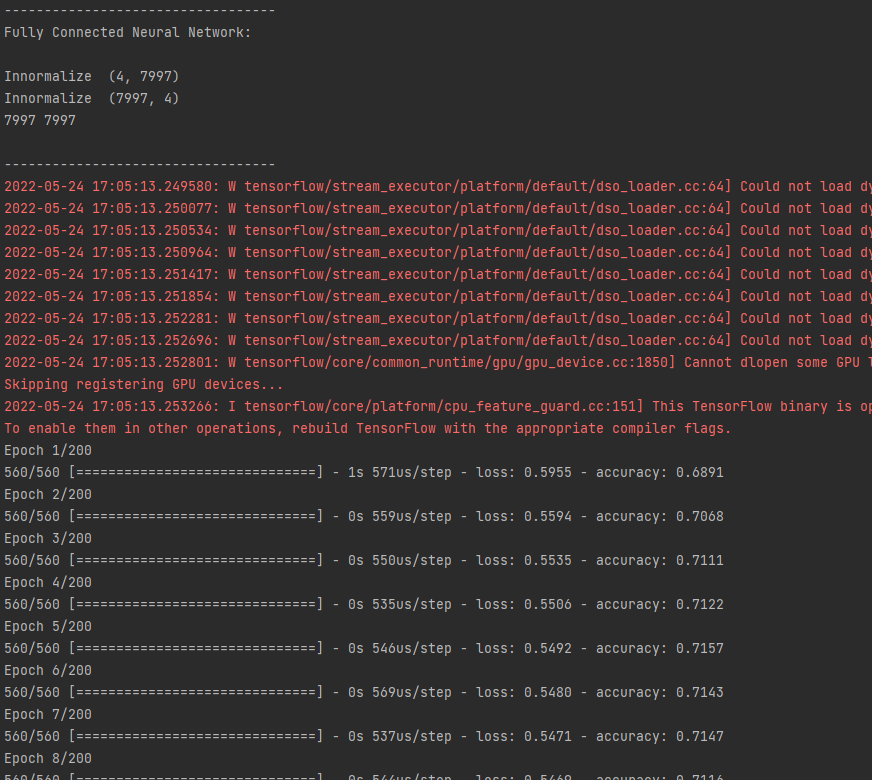 ----------------------------------
Fully Connected Neural Network:
Innormalize  (4, 7997)
Innormalize  (7997, 4)
7997 7997
----------------------------------
2022-05-24 17:05:13.249580: W tensorflow/stream_executor/platform/default/dso_loader.cc:64] Could not load dy
2022-05-24 17:05:13.250077: W tensorflow/stream_executor/platform/default/dso_loader.cc:64] Could not load dy
2022-05-24 17:05:13.250534: W tensorflow/stream_executor/platform/default/dso_loader.cc:64] Could not load dy
2022-05-24 17:05:13.250964: W tensorflow/stream_executor/platform/default/dso_loader.cc:64] Could not load dy
2022-05-24 17:05:13.251417: W tensorflow/stream_executor/platform/default/dso_loader.cc:64] Could not load dy
2022-05-24 17:05:13.251854: W tensorflow/stream_executor/platform/default/dso_loader.cc:64] Could not load dy
2022-05-24 17:05:13.252281: W tensorflow/stream_executor/platform/default/dso_loader.cc:64] Could not load dy
2022-05-24 17:05:13.252696: W tensorflow/stream_executor/platform/default/dso_loader.cc:64] Could not load dy
2022-05-24 17:05:13.252801: W tensorflow/core/common_runtime/gpu/gpu_device.cc:1850] Cannot dlopen some GPU
Skipping registering GPU devices...
2022-05-24 17:05:13.253266: I tensorflow/core/platform/cpu_feature_guard.cc:151] This TensorFlow binary is op
To enable them in other operations, rebuild TensorFlow with the appropriate compiler flags.
Epoch 1/200
560/560 [==============================] - 1s 571us/step - loss: 0.5955 - accuracy: 0.6891
Epoch 2/200
560/560 [==============================] - 0s 559us/step - loss: 0.5594 - accuracy: 0.7068
Epoch 3/200
560/560 [==============================] - 0s 550us/step - loss: 0.5535 - accuracy: 0.7111
Epoch 4/200
560/560 [==============================] - 0s 535us/step - loss: 0.5506 - accuracy: 0.7122
Epoch 5/200
560/560 [==============================] - 0s 546us/step - loss: 0.5492 - accuracy: 0.7157
Epoch 6/200
560/560 [==============================] - 0s 569us/step - loss: 0.5480 - accuracy: 0.7143
Epoch 7/200
560/560 [==============================] - 0s 537us/step - loss: 0.5471 - accuracy: 0.7147
Epoch 8/200